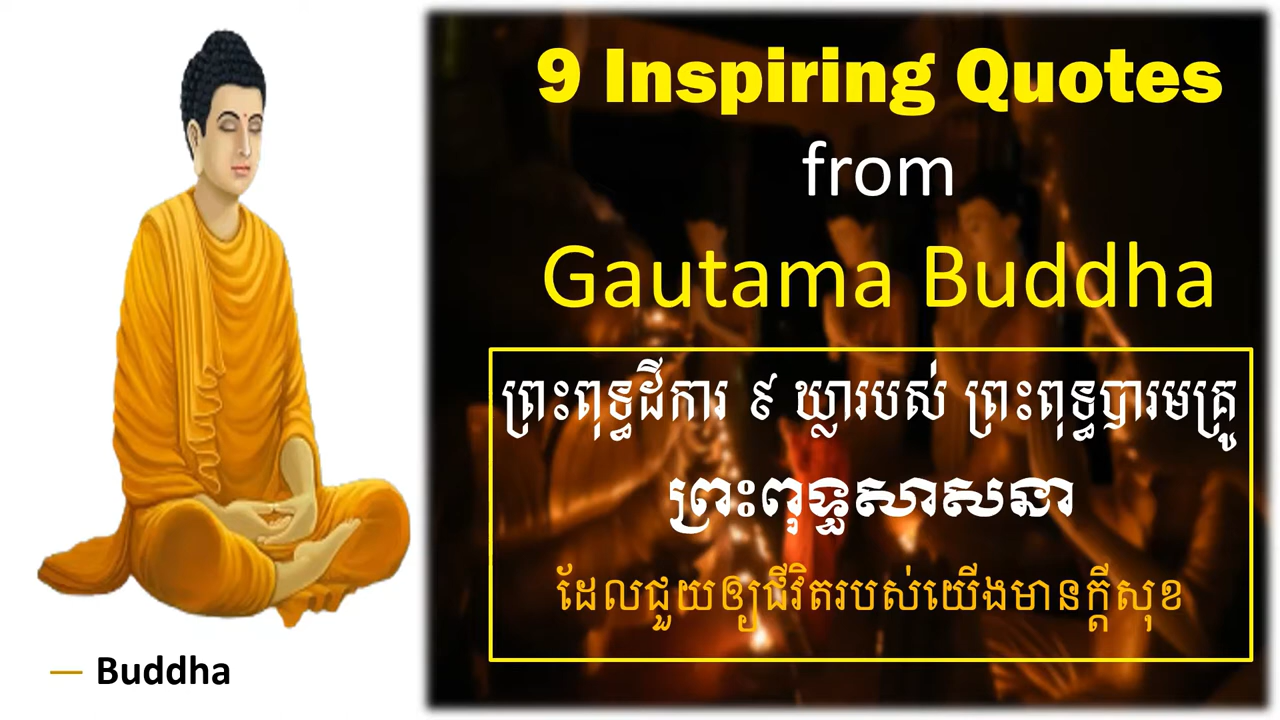 9 Inspiring Quotes
from
Gautama Buddha
ព្រះពុទ្ធដីការ ៩ ឃ្លារបស់ ព្រះពុទ្ធបារមគ្រូ
ព្រះពុទ្ធសាសនា
ដែលជួយឲ្យជីវិតរបស់យើងមានក្ដីសុខ
— Buddha